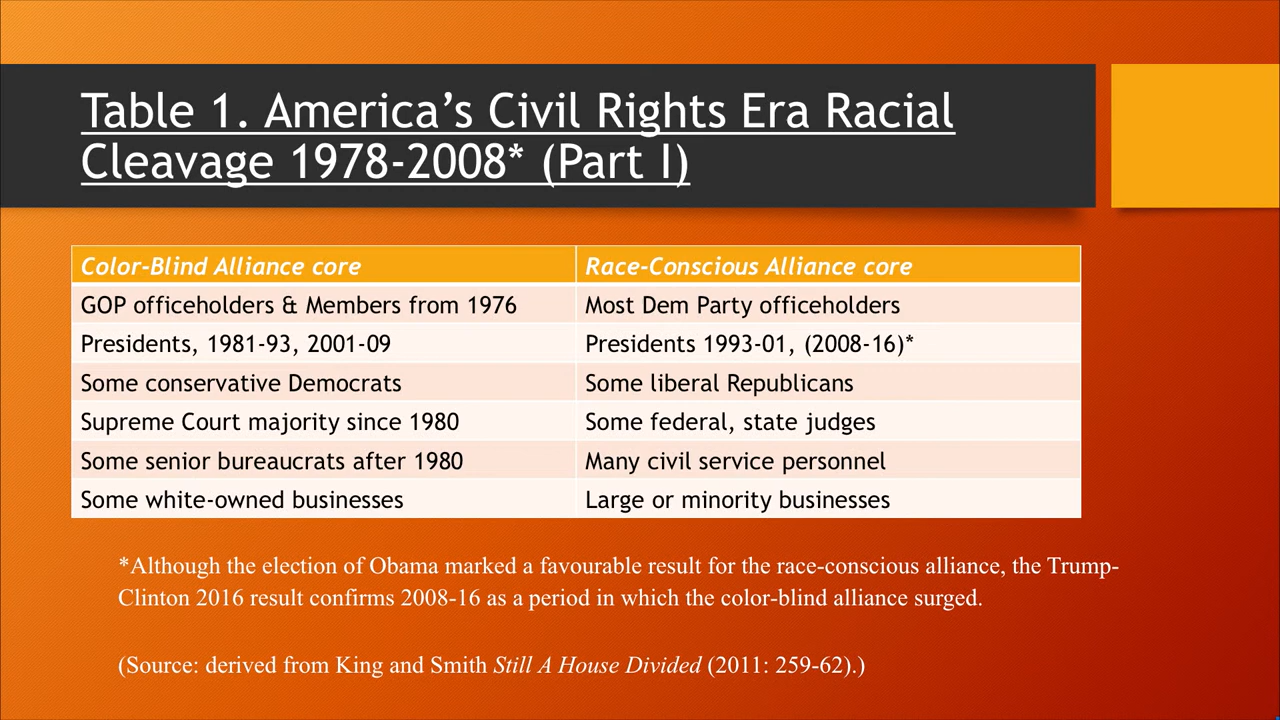 Table 1. America’s Civil Rights Era Racial
Cleavage 1978-2008* (Part I)
Color-Blind Alliance core
Race-Conscious Alliance core
GOP officeholders & Members from 1976
Most Dem Party officeholders
Presidents, 1981-93, 2001-09
Presidents 1993-01, (2008-16)*
Some conservative Democrats
Some liberal Republicans
Supreme Court majority since 1980
Some federal, state judges
Some senior bureaucrats after 1980
Many civil service personnel
Some white-owned businesses
Large or minority businesses
*Although the election of Obama marked a favourable result for the race-conscious alliance, the Trump-
Clinton 2016 result confirms 2008-16 as a period in which the color-blind alliance surged.
(Source: derived from King and Smith Still A House Divided (2011: 259-62).)